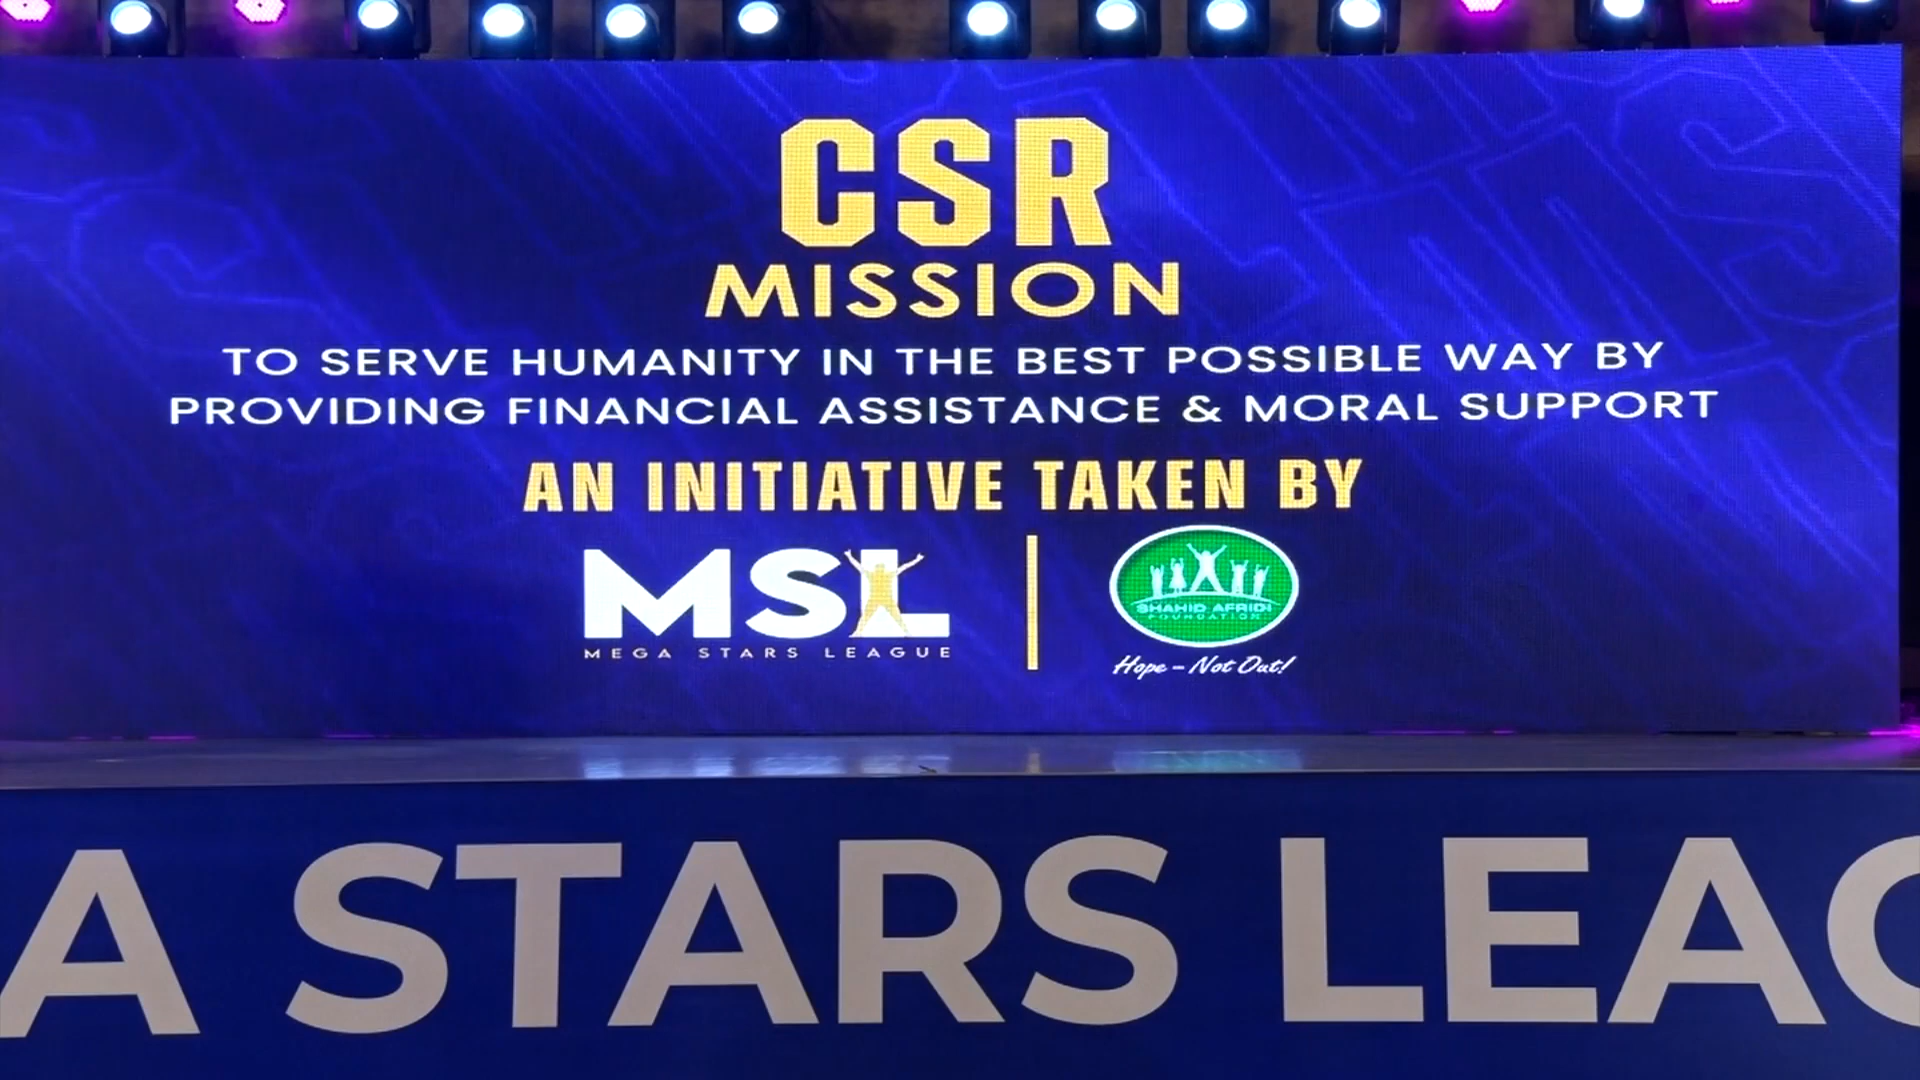 CSR
MISSION
TO SERVE HUMANITY IN THE BEST POSSIBLE WAY BY
PROVIDING FINANCIAL ASSISTANCE & MORAL SUPPORT
AN INITIATIVE TAKEN BY
MSL
MEGA STARS LEAGUE
SHAHID AFRIDI
FOUNDATION
Hope – Not Out!
A STARS LEAG